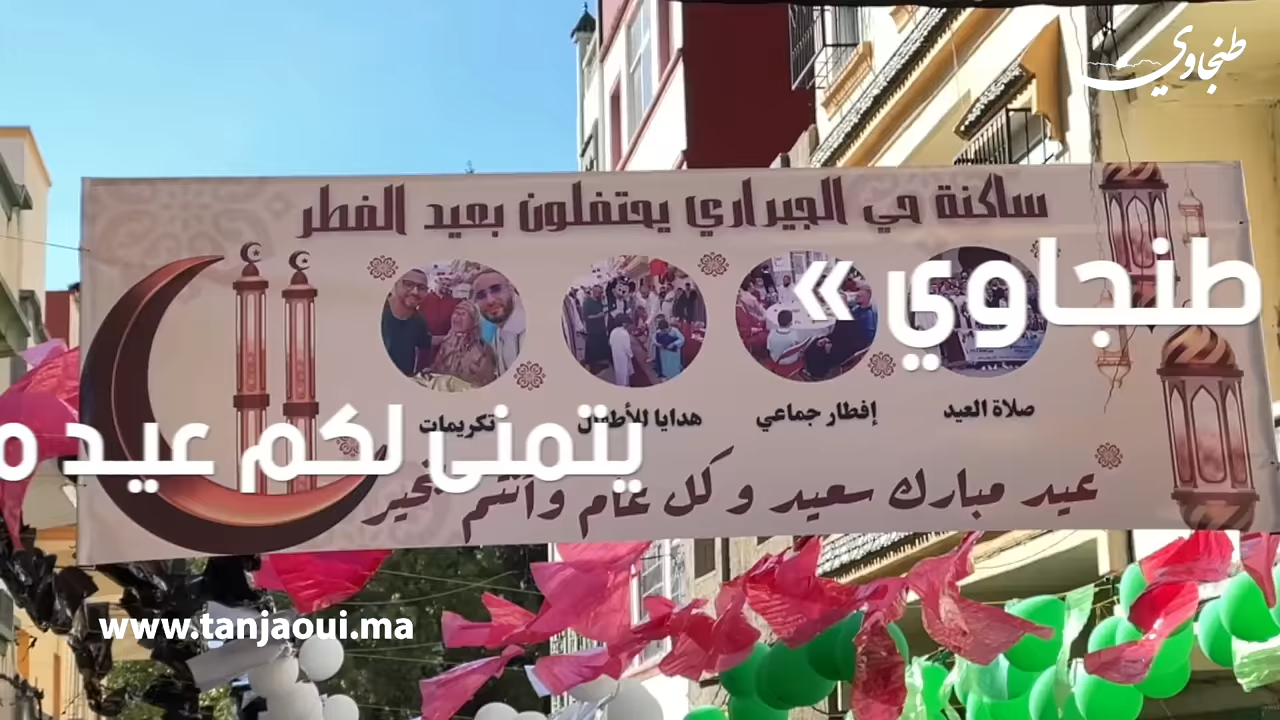 طنجاوي
ساكنة حي الجيراري يحتفلون بعيد الفطر
طنجاوي »
صلاة العيد
إفطار جماعي
هدايا للأطفال
تكريمات
يتمنى لكم عيد
عيد مبارك سعيد و كل عام وأنتم بخير
www.tanjaoui.ma